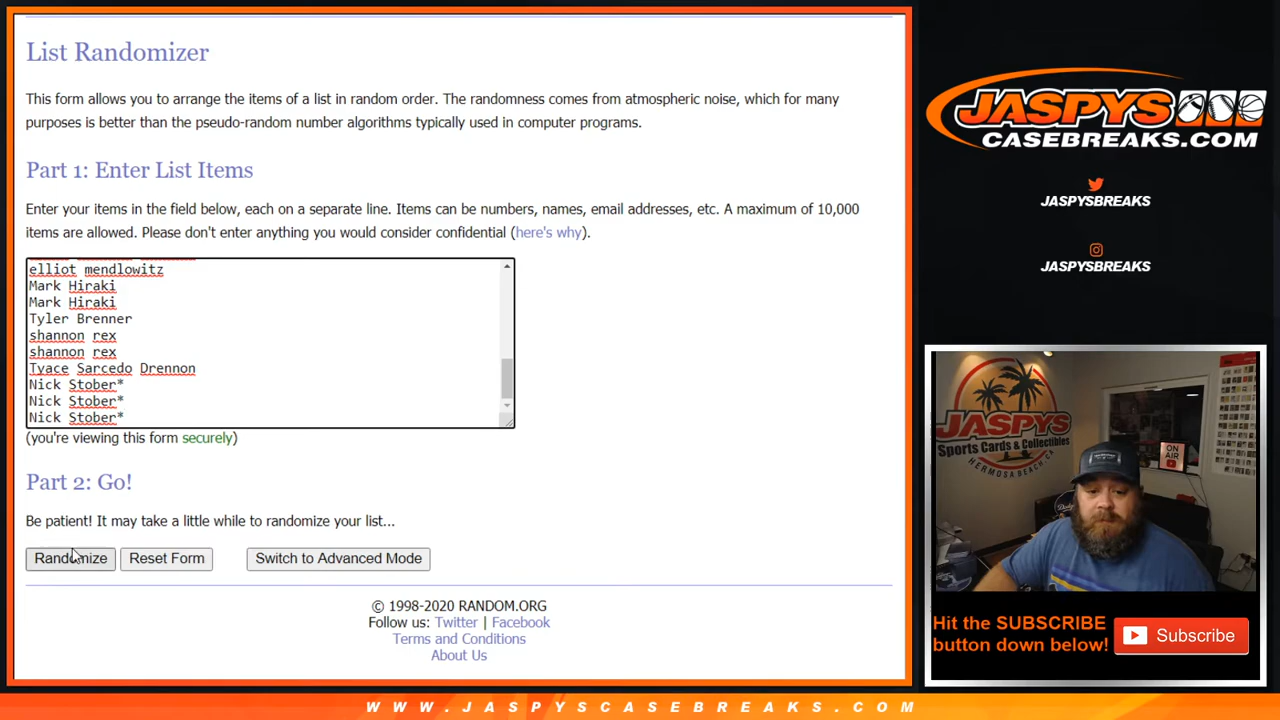 List Randomizer
This form allows you to arrange the items of a list in random order. The randomness comes from atmospheric noise, which for many
purposes is better than the pseudo-random number algorithms typically used in computer programs.
Part 1: Enter List Items
Enter your items in the field below, each on a separate line. Items can be numbers, names, email addresses, etc. A maximum of 10,000
items are allowed. Please don't enter anything you would consider confidential (here's why).
elliot mendlowitz
Mark Hiraki
Mark Hiraki
Tyler Brenner
shannon rex
shannon rex
Tyace Sarcedo Drennon
Nick Stober*
Nick Stober*
Nick Stober*
(you're viewing this form securely)
Part 2: Go!
Be patient! It may take a little while to randomize your list...
Randomize Reset Form Switch to Advanced Mode
© 1998-2020 RANDOM.ORG
Follow us: Twitter | Facebook
Terms and Conditions
About Us
JASPYS
CASEBREAKS.COM
JASPYSBREAKS
JASPYSBREAKS
JASPYS
Sports Cards & Collectibles
HERMOSA BEACH, CA
ON
AIR
Hit the SUBSCRIBE
button down below!
Subscribe
WWW.JASPYSCASEBREAKS.COM